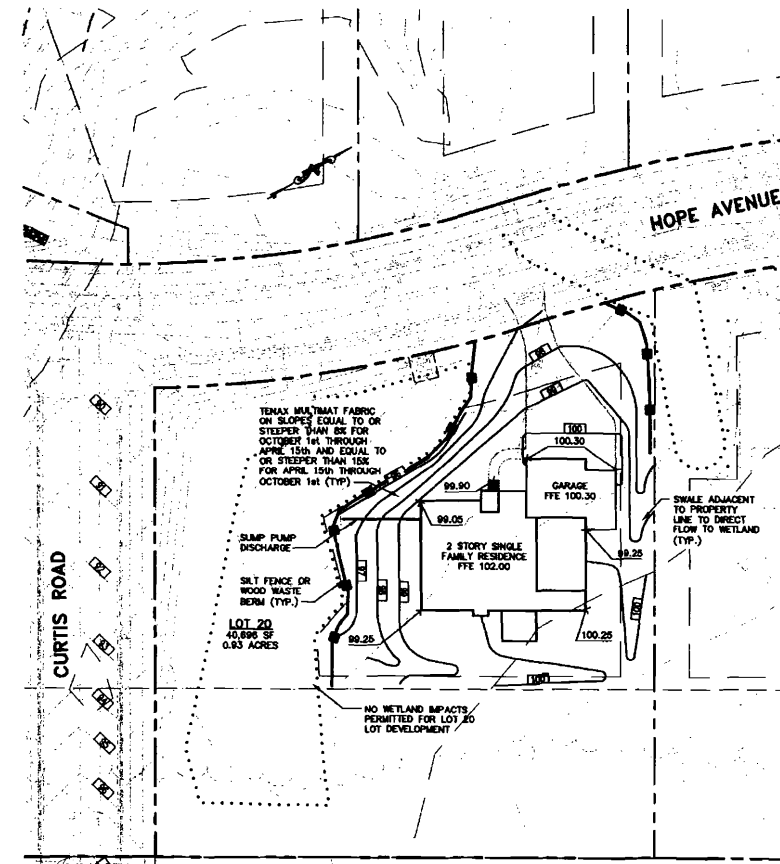 HOPE AVENUE
TENAX MULTIMAT FABRIC
ON SLOPES EQUAL TO OR
STEEPER THAN 8% FOR
OCTOBER 1st THROUGH
APRIL 15th AND EQUAL TO
OR STEEPER THAN 15%
FOR APRIL 15th THROUGH
OCTOBER 1st (TYP)
100
100.30
99.90
GARAGE
FFE 100.30
99.05
SWALE ADJACENT
TO PROPERTY
LINE TO DIRECT
FLOW TO WETLAND
(TYP.)
SUMP PUMP
DISCHARGE
2 STORY SINGLE
FAMILY RESIDENCE
FFE 102.00
99.25
SILT FENCE OR
WOOD WASTE
BERM (TYP.)
CURTIS ROAD
LOT 20
40,696 SF
0.93 ACRES
99.25
100.25
100
100
NO WETLAND IMPACTS
PERMITTED FOR LOT 20
LOT DEVELOPMENT